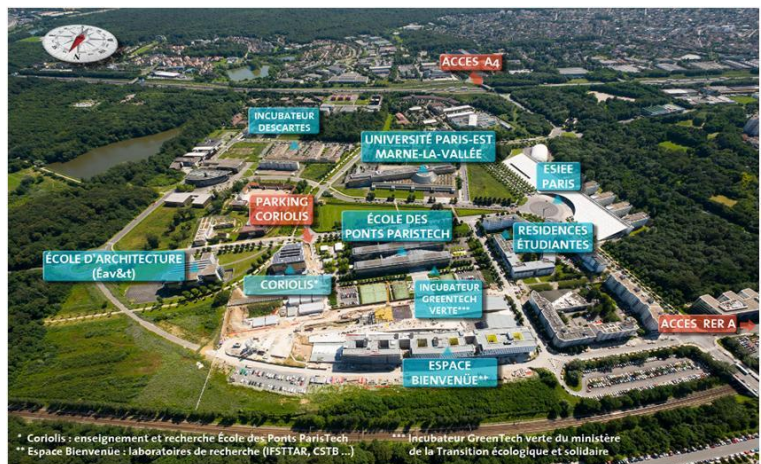 ACCES A4
INCUBATEUR
DESCARTES
UNIVERSITÉ PARIS-EST
MARNE-LA-VALLÉE
ESIEE
PARIS
PARKING
CORIOLIS
ÉCOLE DES
PONTS PARISTECH
RESIDENCES
ÉTUDIANTES
ÉCOLE D'ARCHITECTURE
(Éav&t)
CORIOLIS*
INCUBATEUR
GREENTECH
VERTE***
ACCES RER A
ESPACE
BIENVENÜE**
N
* Coriolis : enseignement et recherche École des Ponts ParisTech
** Espace Bienvenüe : laboratoires de recherche (IFSTTAR, CSTB ...)
*** Incubateur GreenTech verte du ministère
de la Transition écologique et solidaire